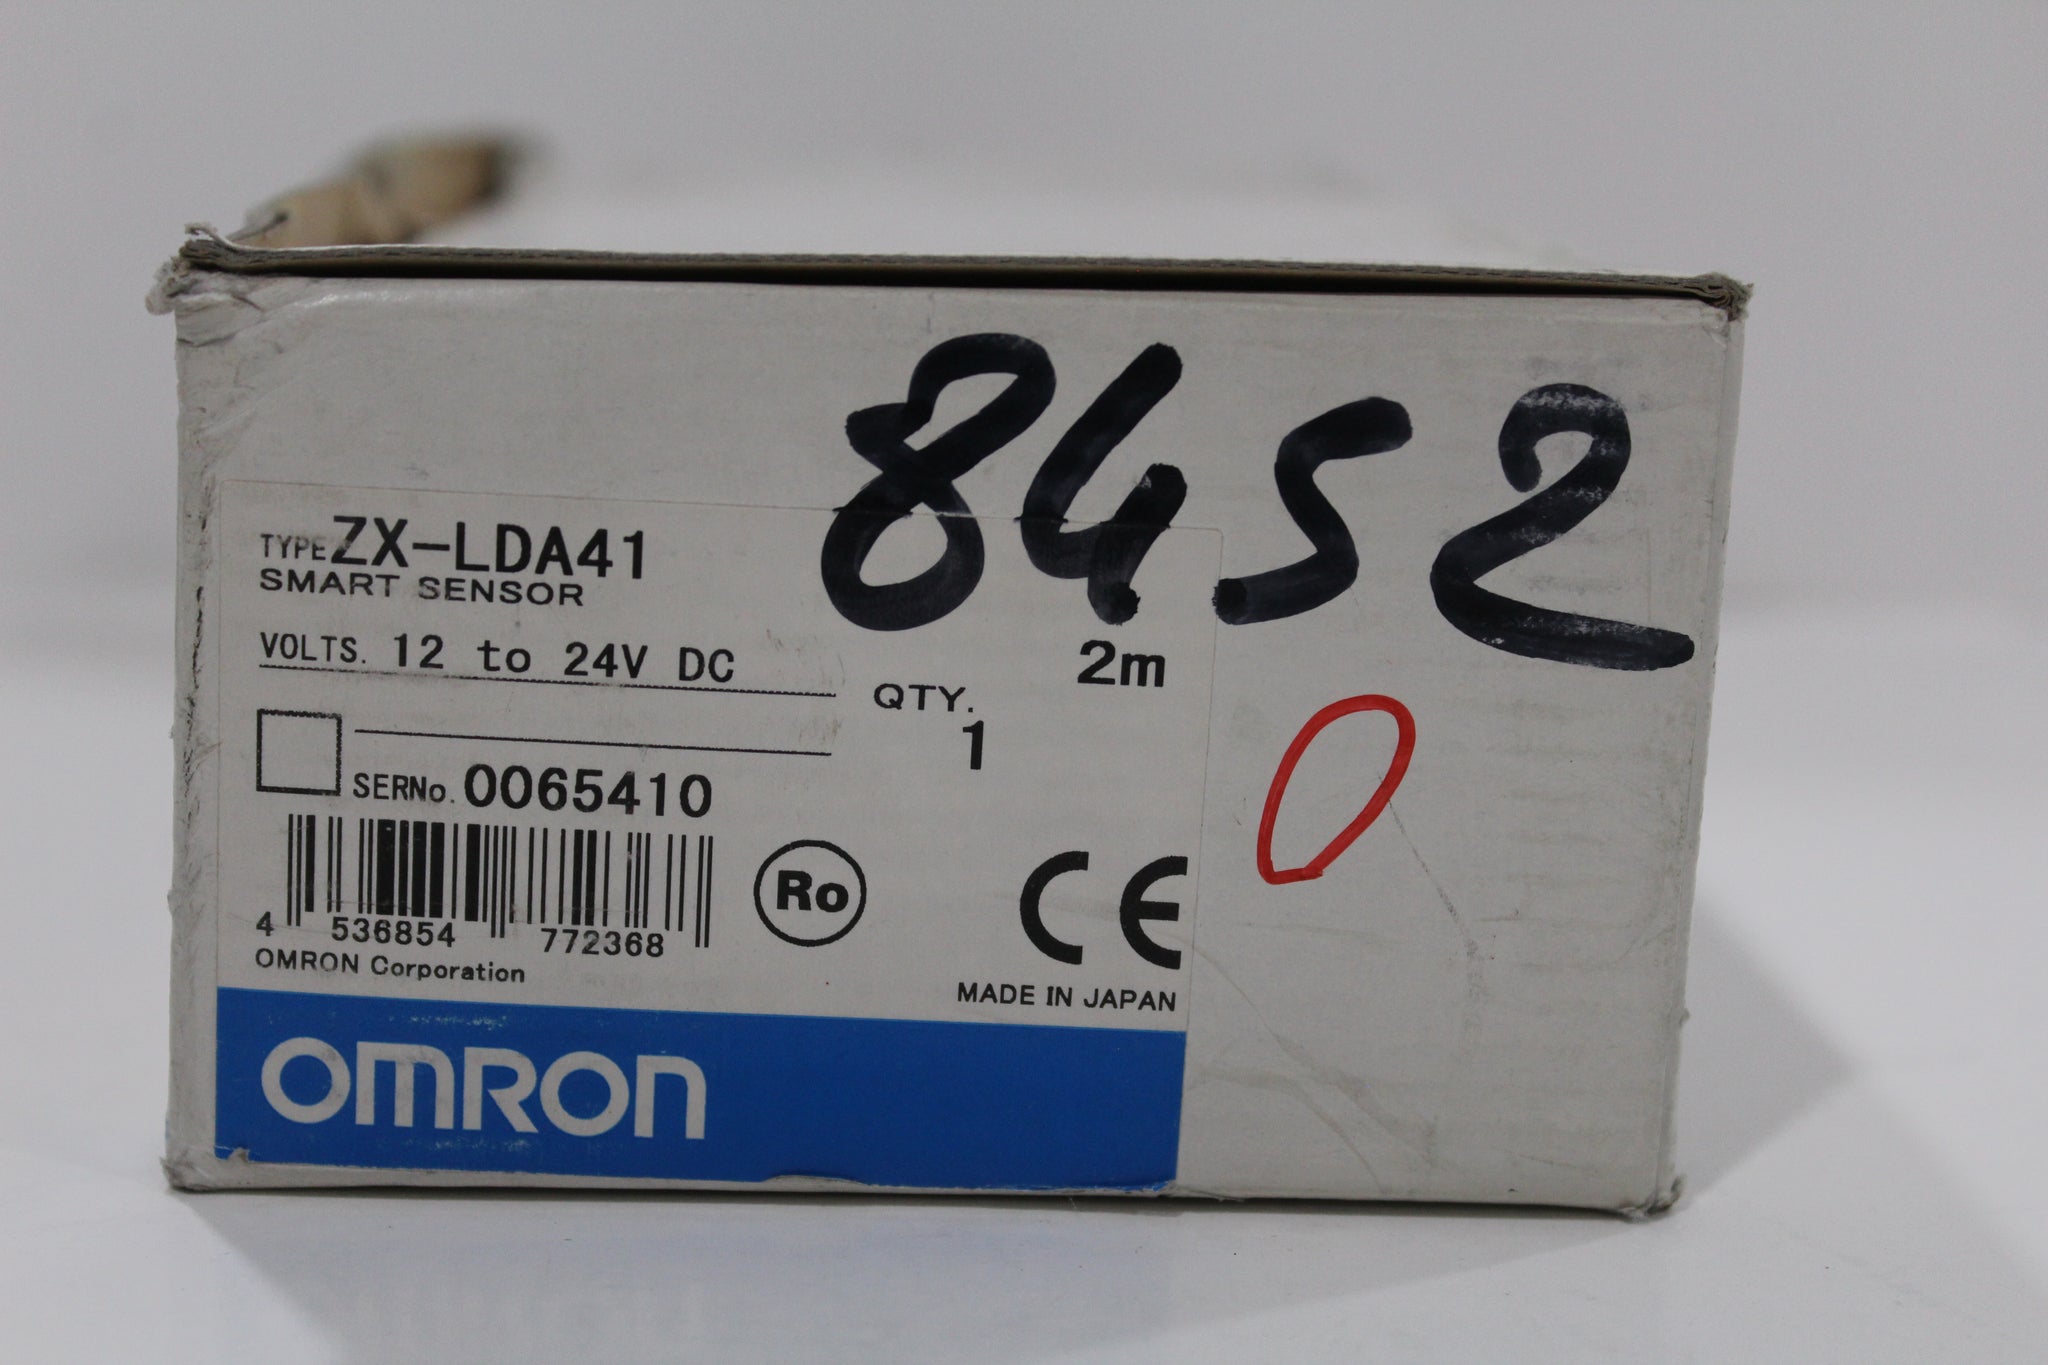 8452
TYPE ZX-LDA41
SMART SENSOR
VOLTS. 12 to 24V DC
2m
QTY.
1
0
SERNo. 0065410
4 536854 772368
Ro
CE
OMRON Corporation
MADE IN JAPAN
OMRON